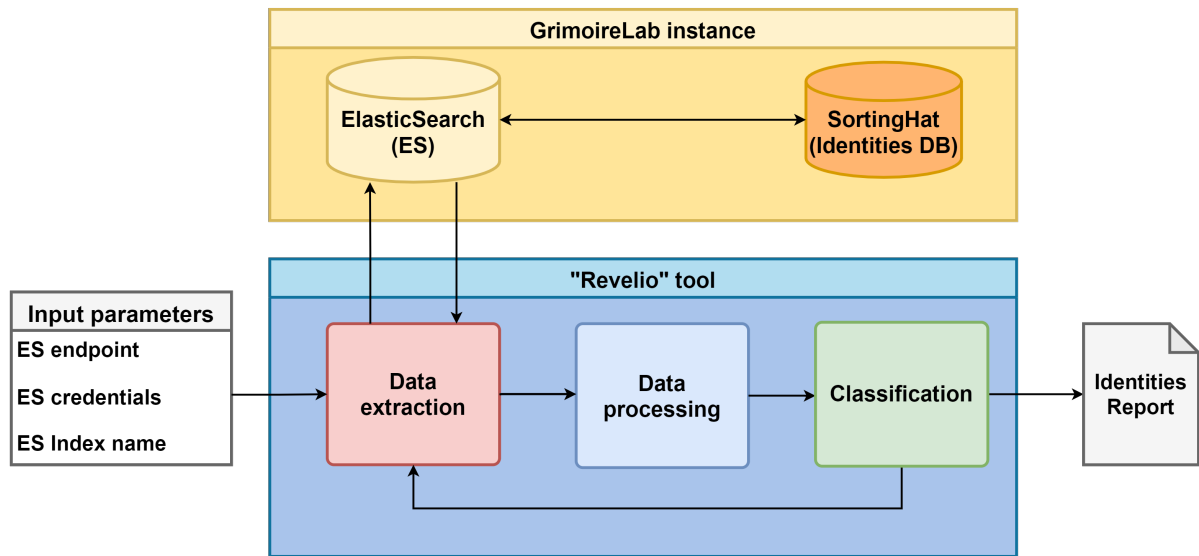 GrimoireLab instance
ElasticSearch
(ES)
SortingHat
(Identities DB)
"Revelio" tool
Input parameters
ES endpoint
ES credentials
ES Index name
Data
extraction
Data
processing
Classification
Identities
Report